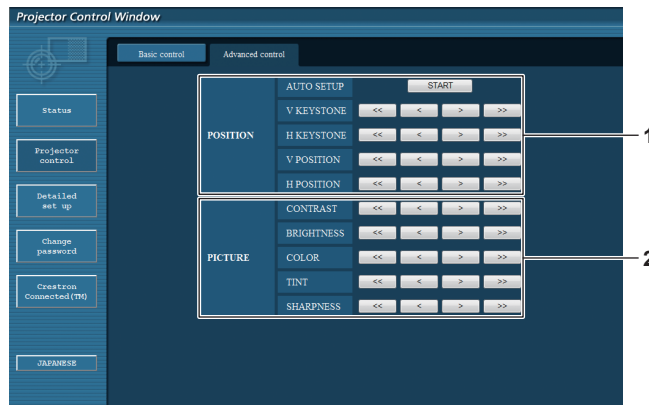 Projector Control Window
Basic control Advanced control
Status
Projector
control
Detailed
set up
Change
password
Crestron
Connected(TM)
JAPANESE
POSITION
AUTO SETUP START
V KEYSTONE << < > >>
H KEYSTONE << < > >>
V POSITION << < > >>
H POSITION << < > >>
1
PICTURE
CONTRAST << < > >>
BRIGHTNESS << < > >>
COLOR << < > >>
TINT << < > >>
SHARPNESS << < > >>
2